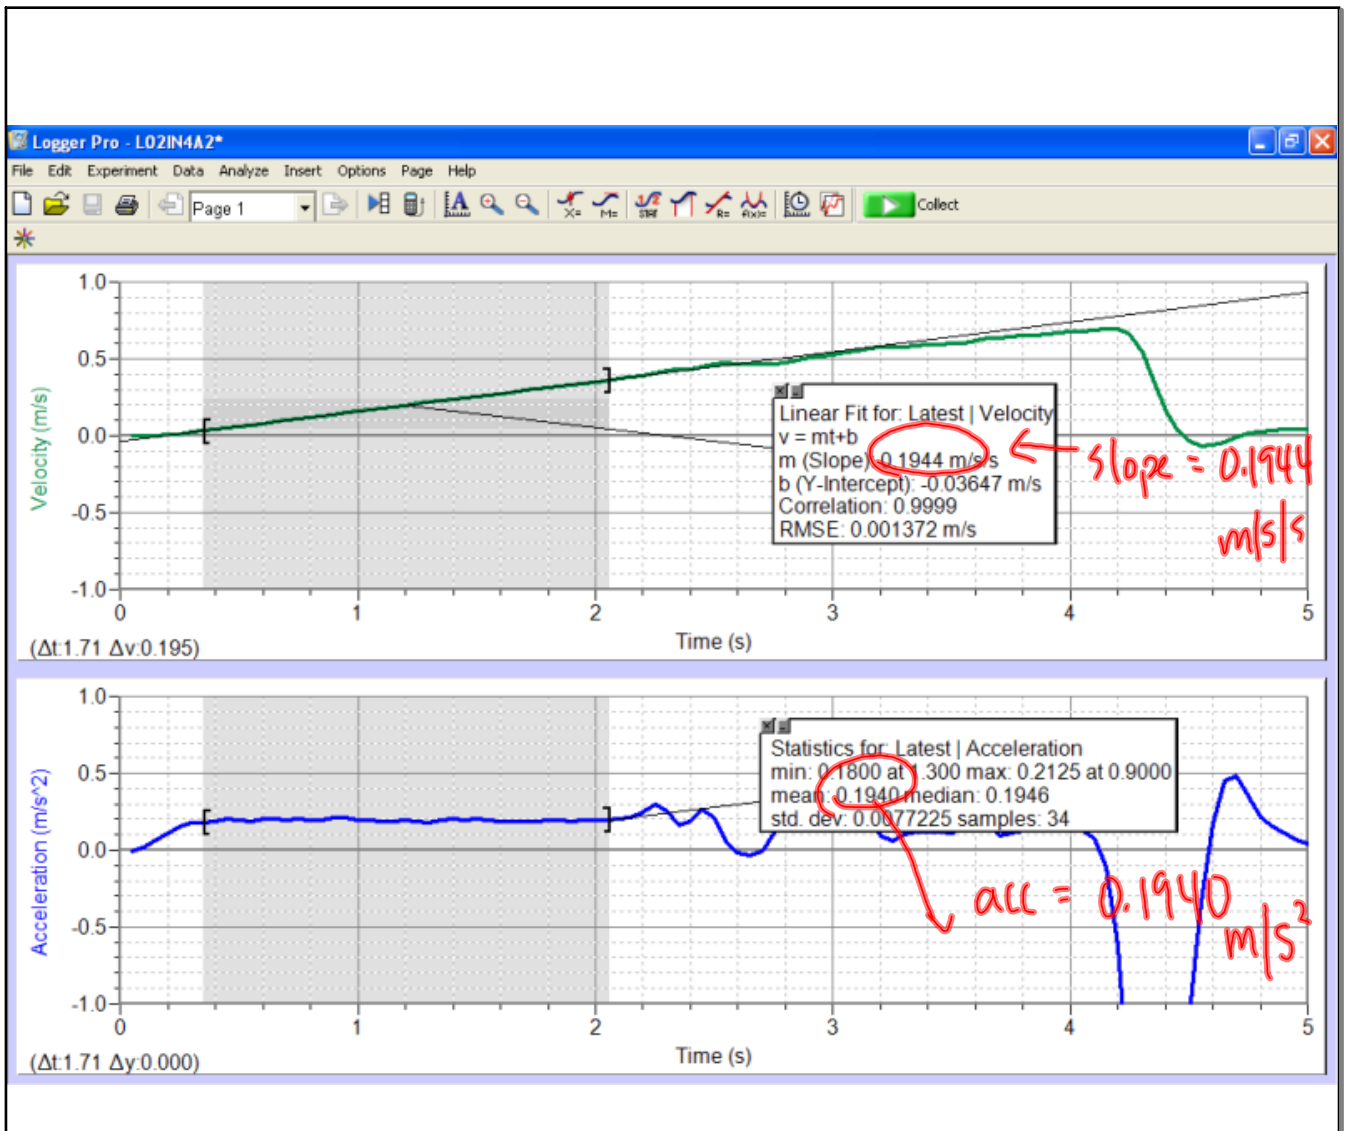 Logger Pro - L02IN4A2*
File Edit Experiment Data Analyze Insert Options Page Help
Page 1
X= M= STAT R= f(x)= Collect
1.0
0.5
0.0
-0.5
-1.0
Velocity (m/s)
Linear Fit for: Latest | Velocity
v = mt+b
m (Slope): 0.1944 m/s/s
b (Y-Intercept): -0.03647 m/s
Correlation: 0.9999
RMSE: 0.001372 m/s
slope = 0.1944
m/s/s
0 1 2 3 4 5
Time (s)
(Δt:1.71 Δv:0.195)
1.0
0.5
0.0
-0.5
-1.0
Acceleration (m/s^2)
Statistics for: Latest | Acceleration
min: 0.1800 at 1.300 max: 0.2125 at 0.9000
mean: 0.1940 median: 0.1946
std. dev: 0.0077225 samples: 34
acc = 0.1940
m/s²
0 1 2 3 4 5
Time (s)
(Δt:1.71 Δy:0.000)